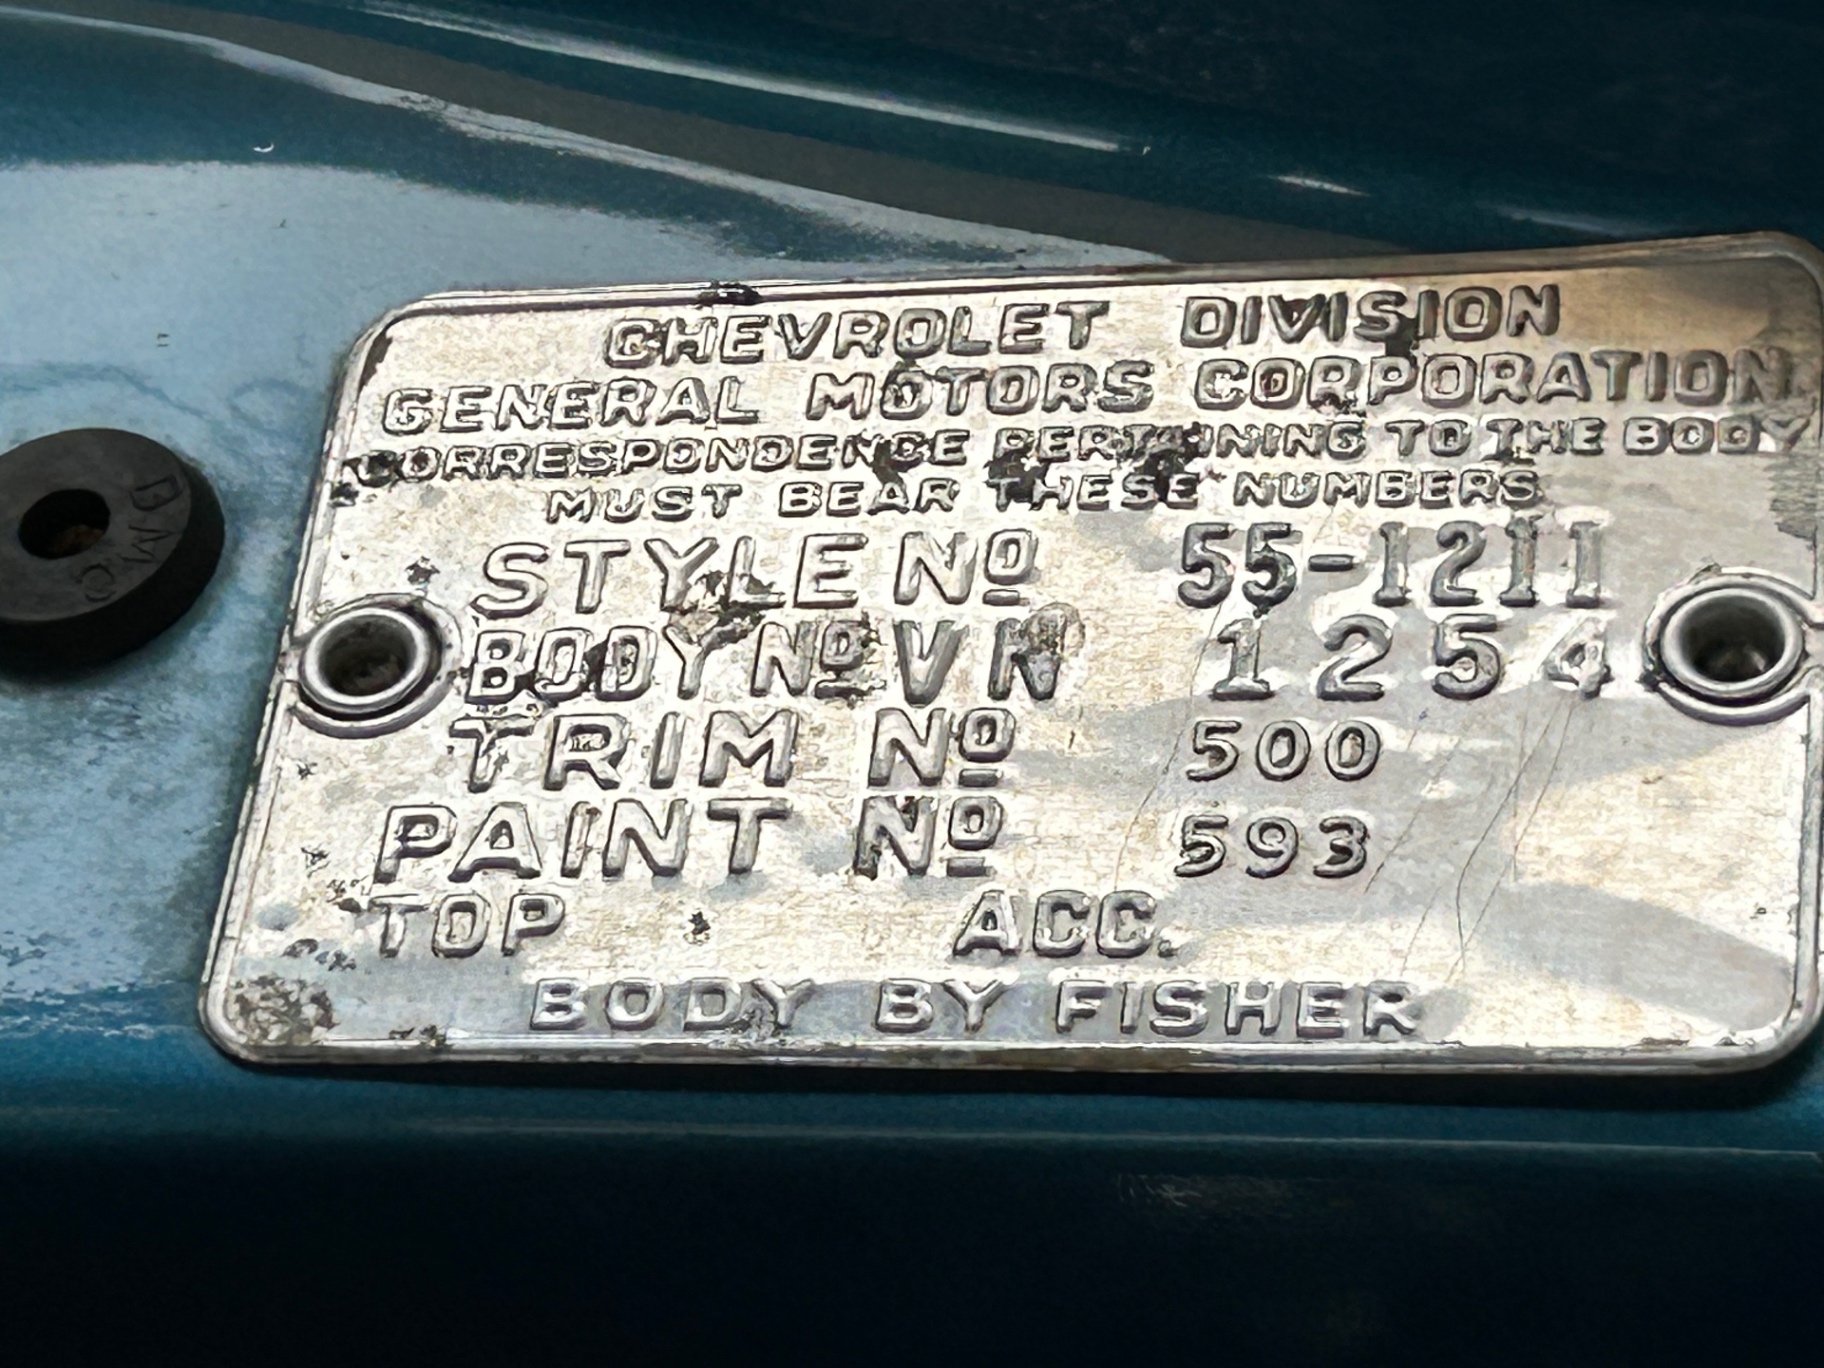 CHEVROLET DIVISION
GENERAL MOTORS CORPORATION
CORRESPONDENCE PERTAINING TO THE BODY
MUST BEAR THESE NUMBERS
STYLE Nº 55-1211
BODY Nº VN 1254
TRIM Nº 500
PAINT Nº 593
TOP ACC.
BODY BY FISHER